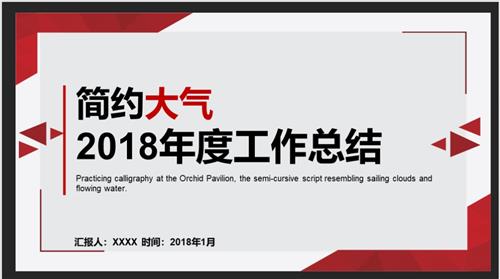 简约大气
2018年度工作总结
Practicing calligraphy at the Orchid Pavilion, the semi-cursive script resembling sailing clouds and
flowing water.
汇报人：XXXX 时间：2018年1月